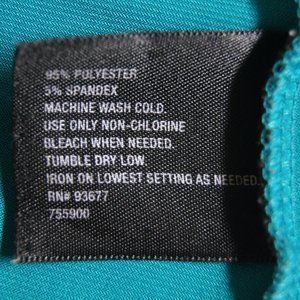 95% POLYESTER
5% SPANDEX
MACHINE WASH COLD.
USE ONLY NON-CHLORINE
BLEACH WHEN NEEDED.
TUMBLE DRY LOW.
IRON ON LOWEST SETTING AS NEEDED.
RN# 93677
755900